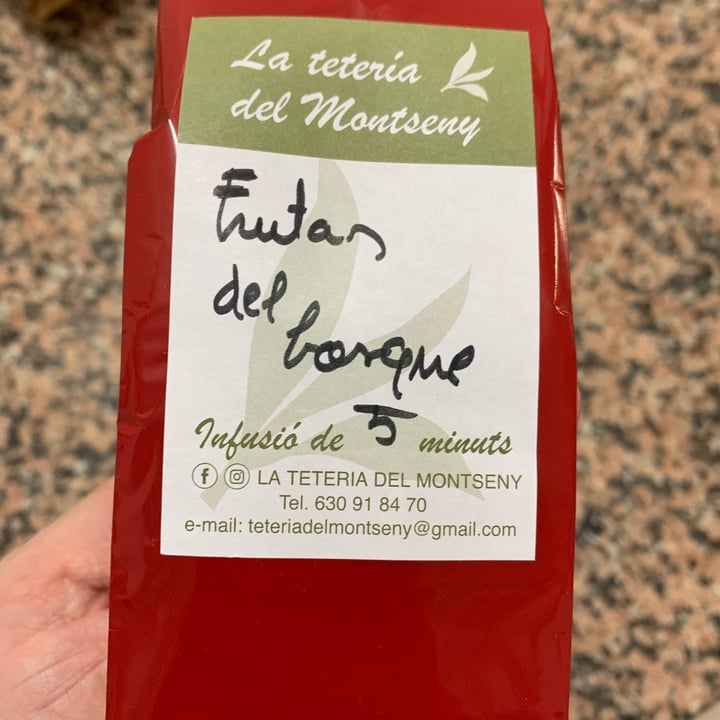 La tetería
del Montseny
Frutas
del
bosque
Infusió de 5 minuts
LA TETERIA DEL MONTSENY
Tel. 630 91 84 70
e-mail: teteriadelmontseny@gmail.com